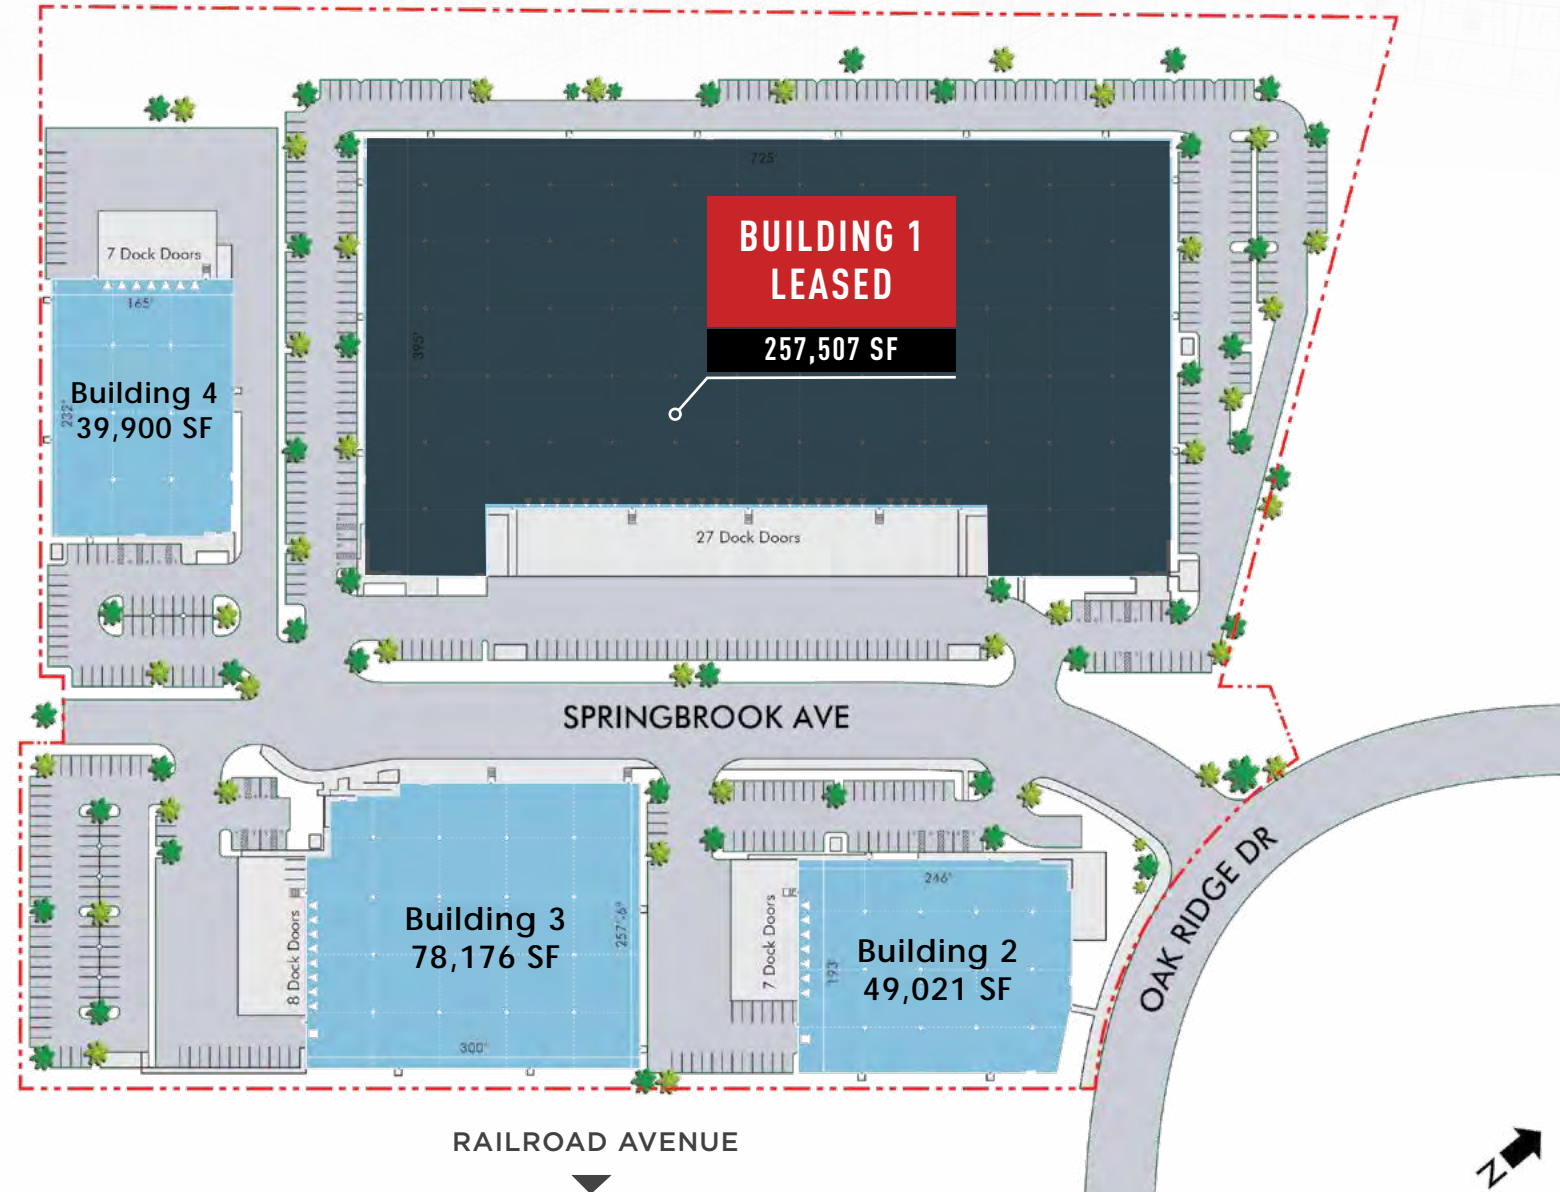 725'
BUILDING 1
LEASED
257,507 SF
395'
27 Dock Doors
7 Dock Doors
165'
Building 4
39,900 SF
232'
SPRINGBROOK AVE
8 Dock Doors
Building 3
78,176 SF
257'-6"
300'
7 Dock Doors
246'
Building 2
49,021 SF
193'
OAK RIDGE DR
RAILROAD AVENUE
N